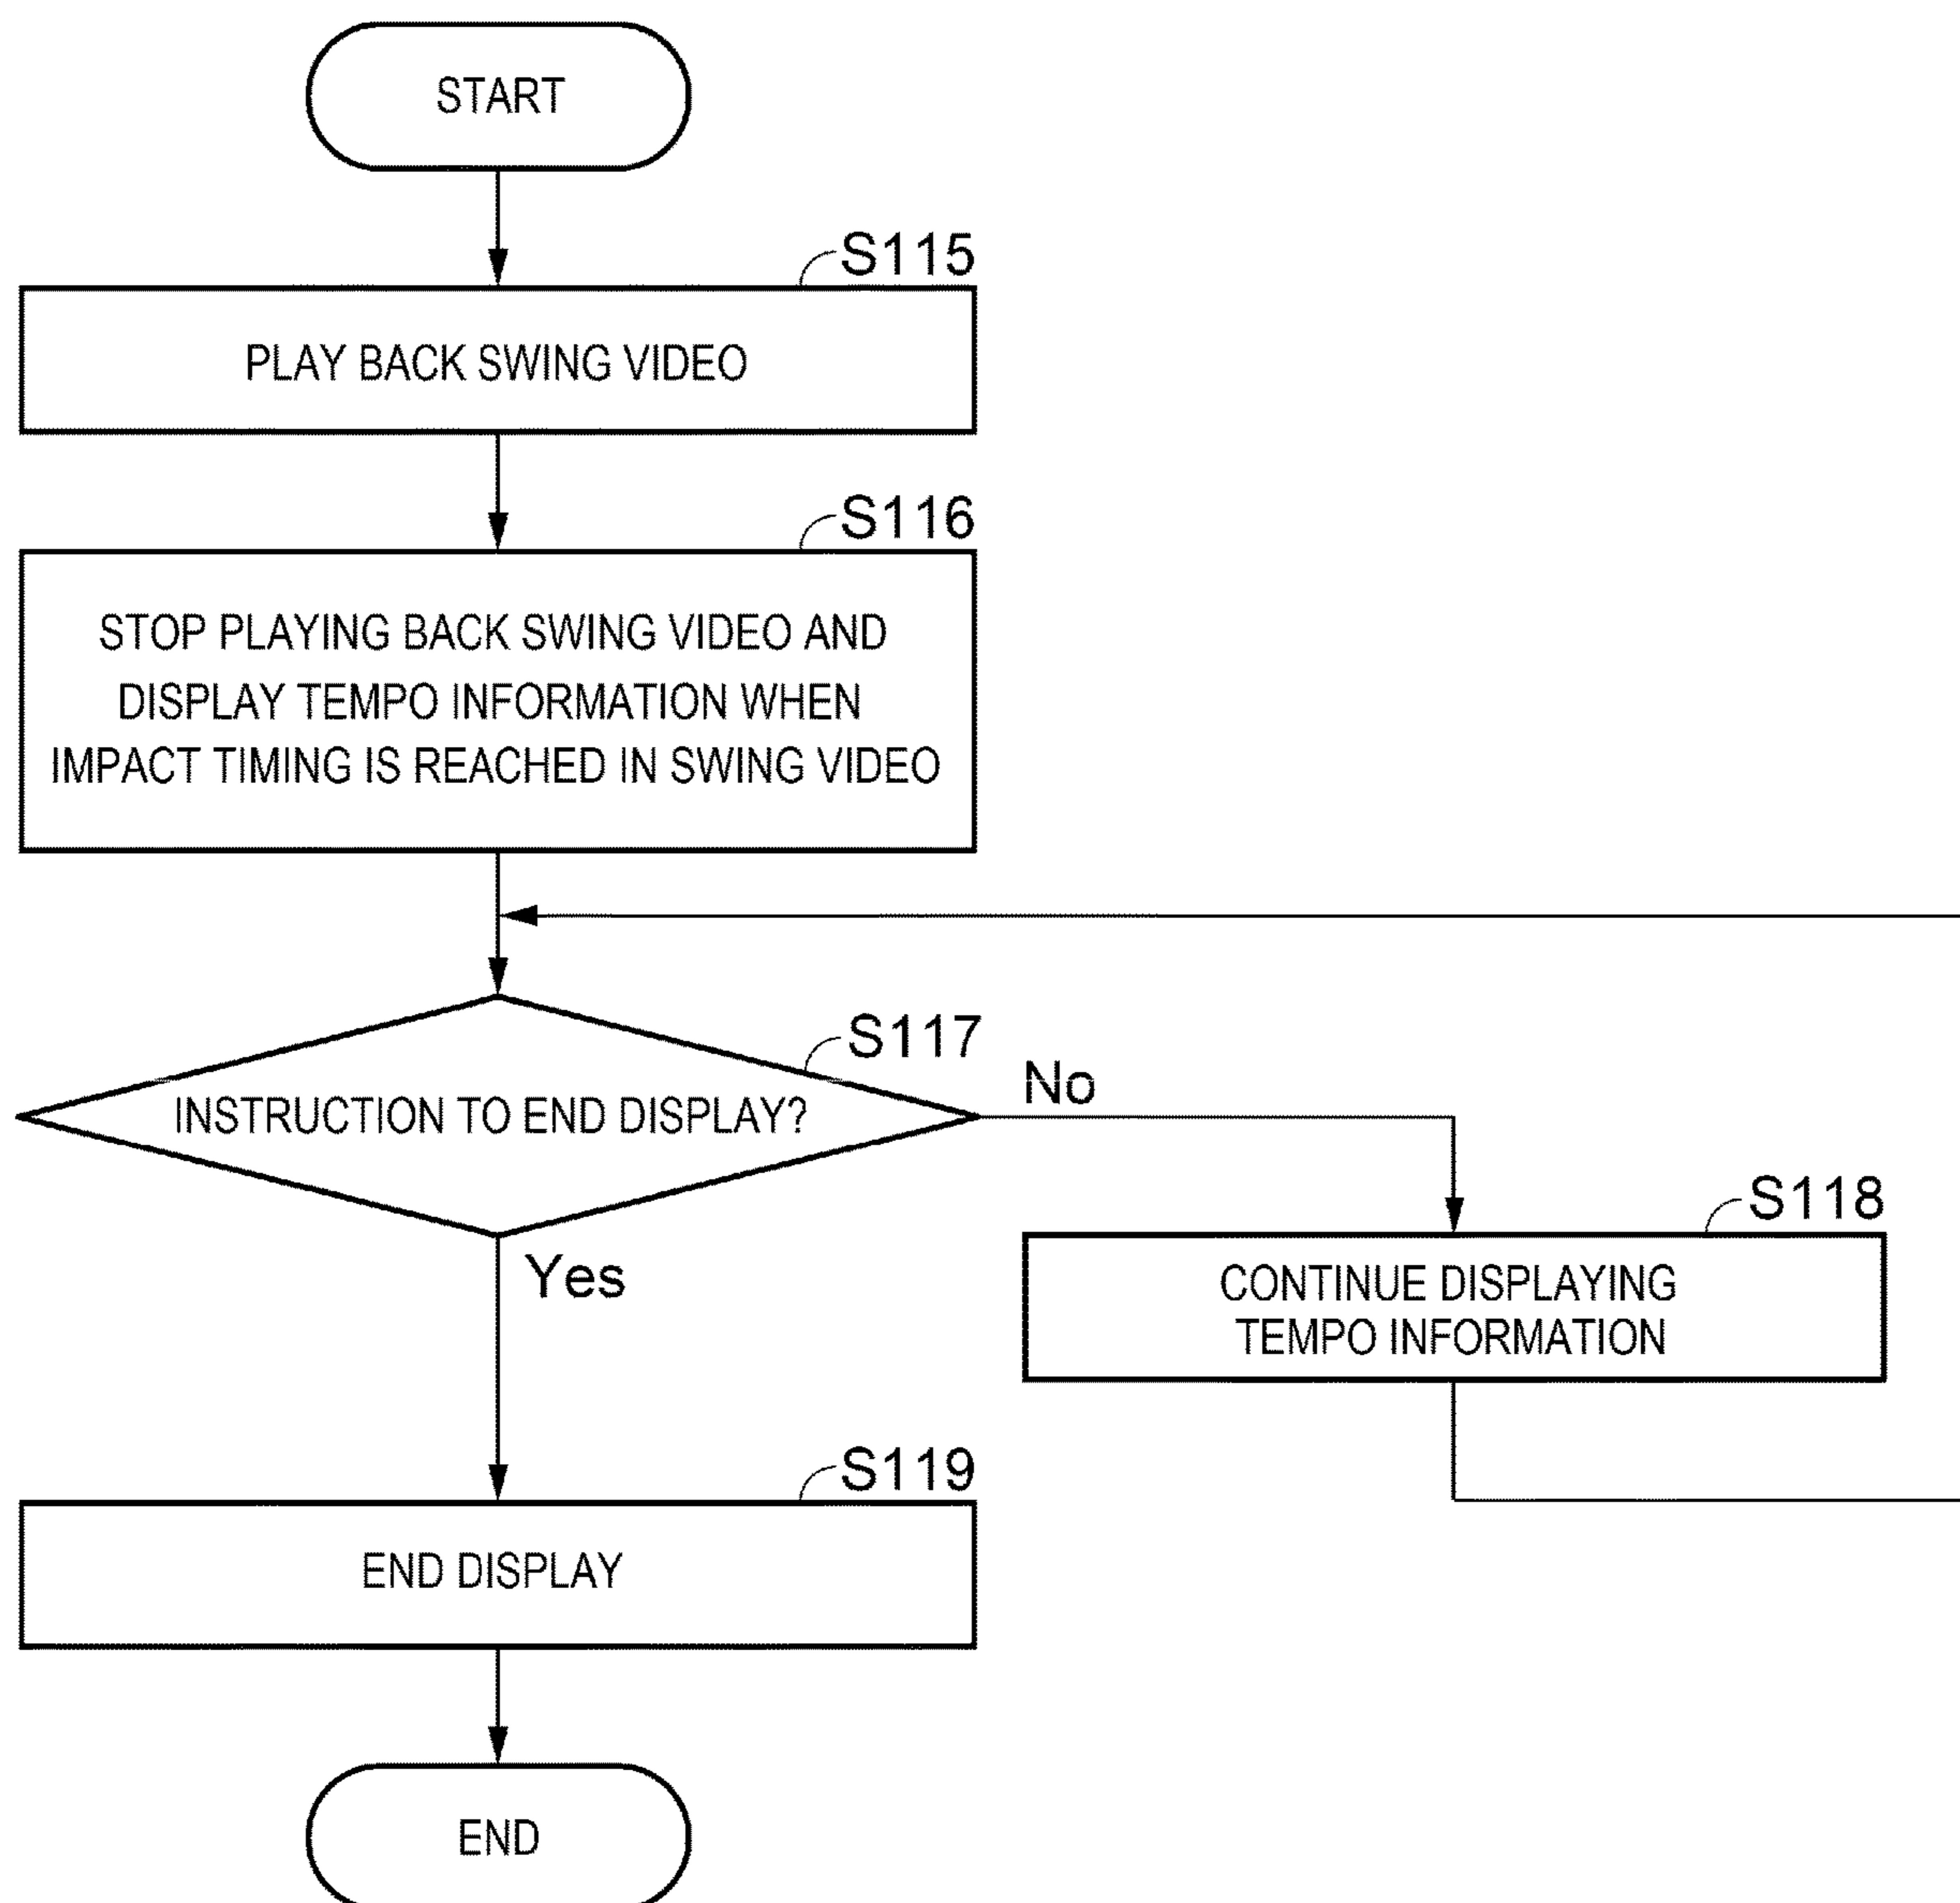 START
S115
PLAY BACK SWING VIDEO
S116
STOP PLAYING BACK SWING VIDEO AND
DISPLAY TEMPO INFORMATION WHEN
IMPACT TIMING IS REACHED IN SWING VIDEO
S117
INSTRUCTION TO END DISPLAY?
No
Yes
S118
CONTINUE DISPLAYING
TEMPO INFORMATION
S119
END DISPLAY
END